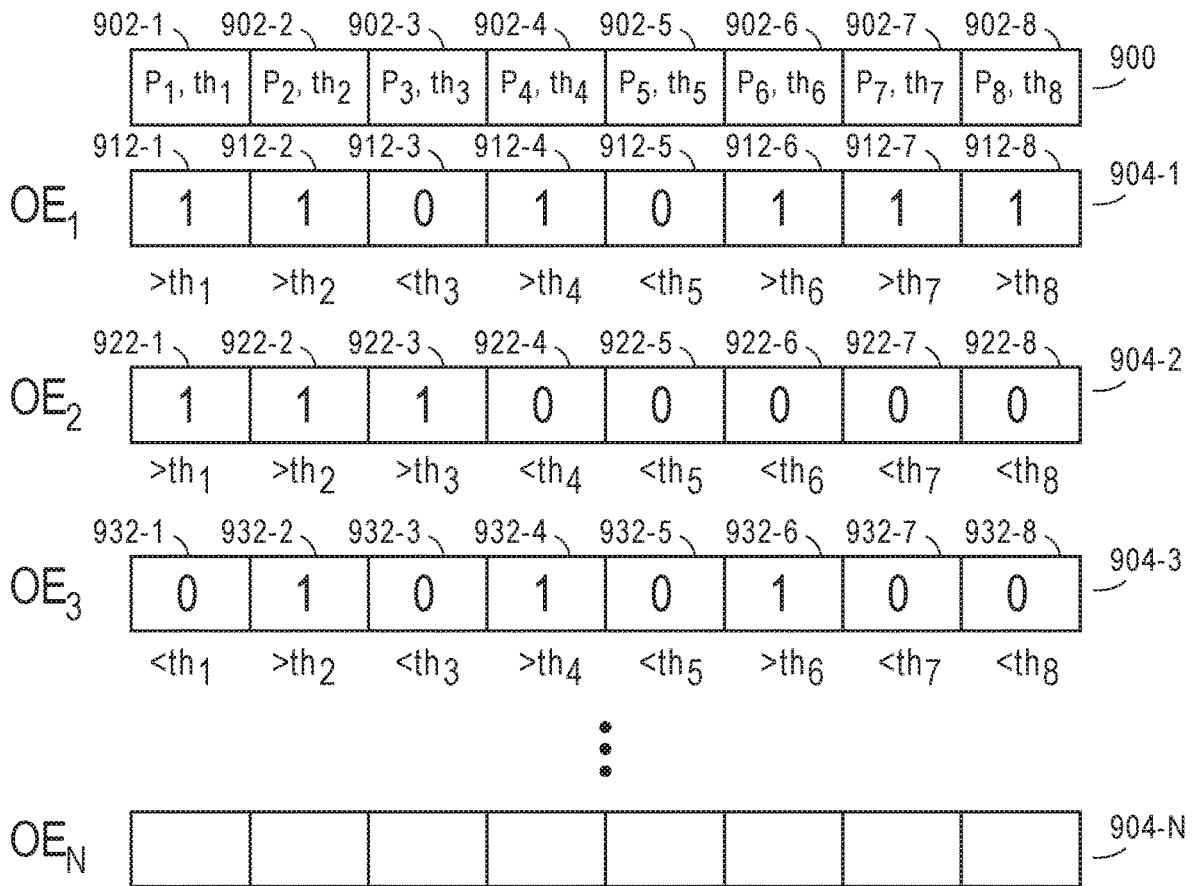 902-1 902-2 902-3 902-4 902-5 902-6 902-7 902-8
P1, th1 P2, th2 P3, th3 P4, th4 P5, th5 P6, th6 P7, th7 P8, th8 900
912-1 912-2 912-3 912-4 912-5 912-6 912-7 912-8
OE1 1 1 0 1 0 1 1 1 904-1
>th1 >th2 <th3 >th4 <th5 >th6 >th7 >th8
922-1 922-2 922-3 922-4 922-5 922-6 922-7 922-8
OE2 1 1 1 0 0 0 0 0 904-2
>th1 >th2 >th3 <th4 <th5 <th6 <th7 <th8
932-1 932-2 932-3 932-4 932-5 932-6 932-7 932-8
OE3 0 1 0 1 0 1 0 0 904-3
<th1 >th2 <th3 >th4 <th5 >th6 <th7 <th8
OEN 904-N